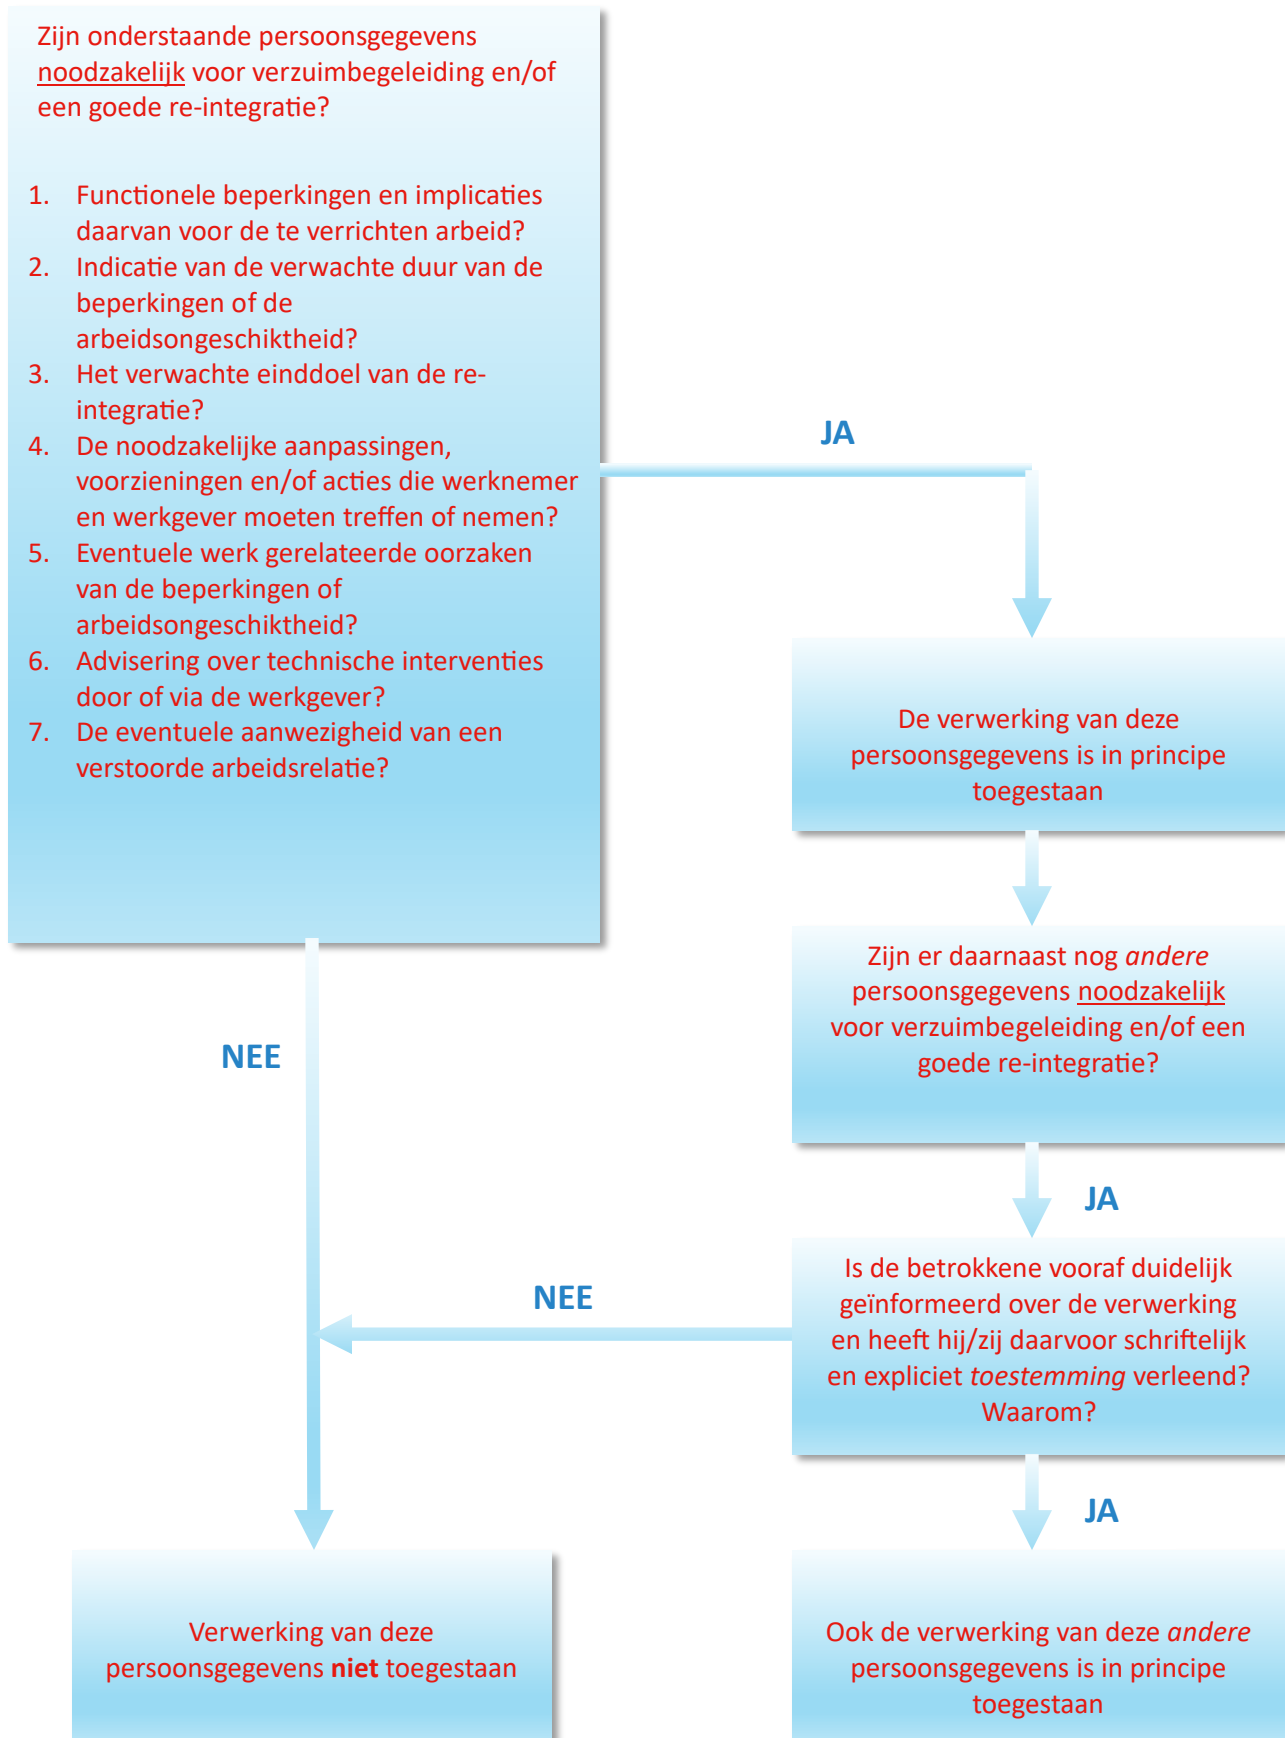 Zijn onderstaande persoonsgegevens
noodzakelijk voor verzuimbegeleiding en/of
een goede re-integratie?
1. Functionele beperkingen en implicaties
daarvan voor de te verrichten arbeid?
2. Indicatie van de verwachte duur van de
beperkingen of de
arbeidsongeschiktheid?
3. Het verwachte einddoel van de re-
integratie?
4. De noodzakelijke aanpassingen,
voorzieningen en/of acties die werknemer
en werkgever moeten treffen of nemen?
5. Eventuele werk gerelateerde oorzaken
van de beperkingen of
arbeidsongeschiktheid?
6. Advisering over technische interventies
door of via de werkgever?
7. De eventuele aanwezigheid van een
verstoorde arbeidsrelatie?
JA
De verwerking van deze
persoonsgegevens is in principe
toegestaan
Zijn er daarnaast nog andere
persoonsgegevens noodzakelijk
voor verzuimbegeleiding en/of een
goede re-integratie?
NEE
JA
Is de betrokkene vooraf duidelijk
geïnformeerd over de verwerking
en heeft hij/zij daarvoor schriftelijk
en expliciet toestemming verleend?
Waarom?
NEE
JA
Verwerking van deze
persoonsgegevens niet toegestaan
Ook de verwerking van deze andere
persoonsgegevens is in principe
toegestaan